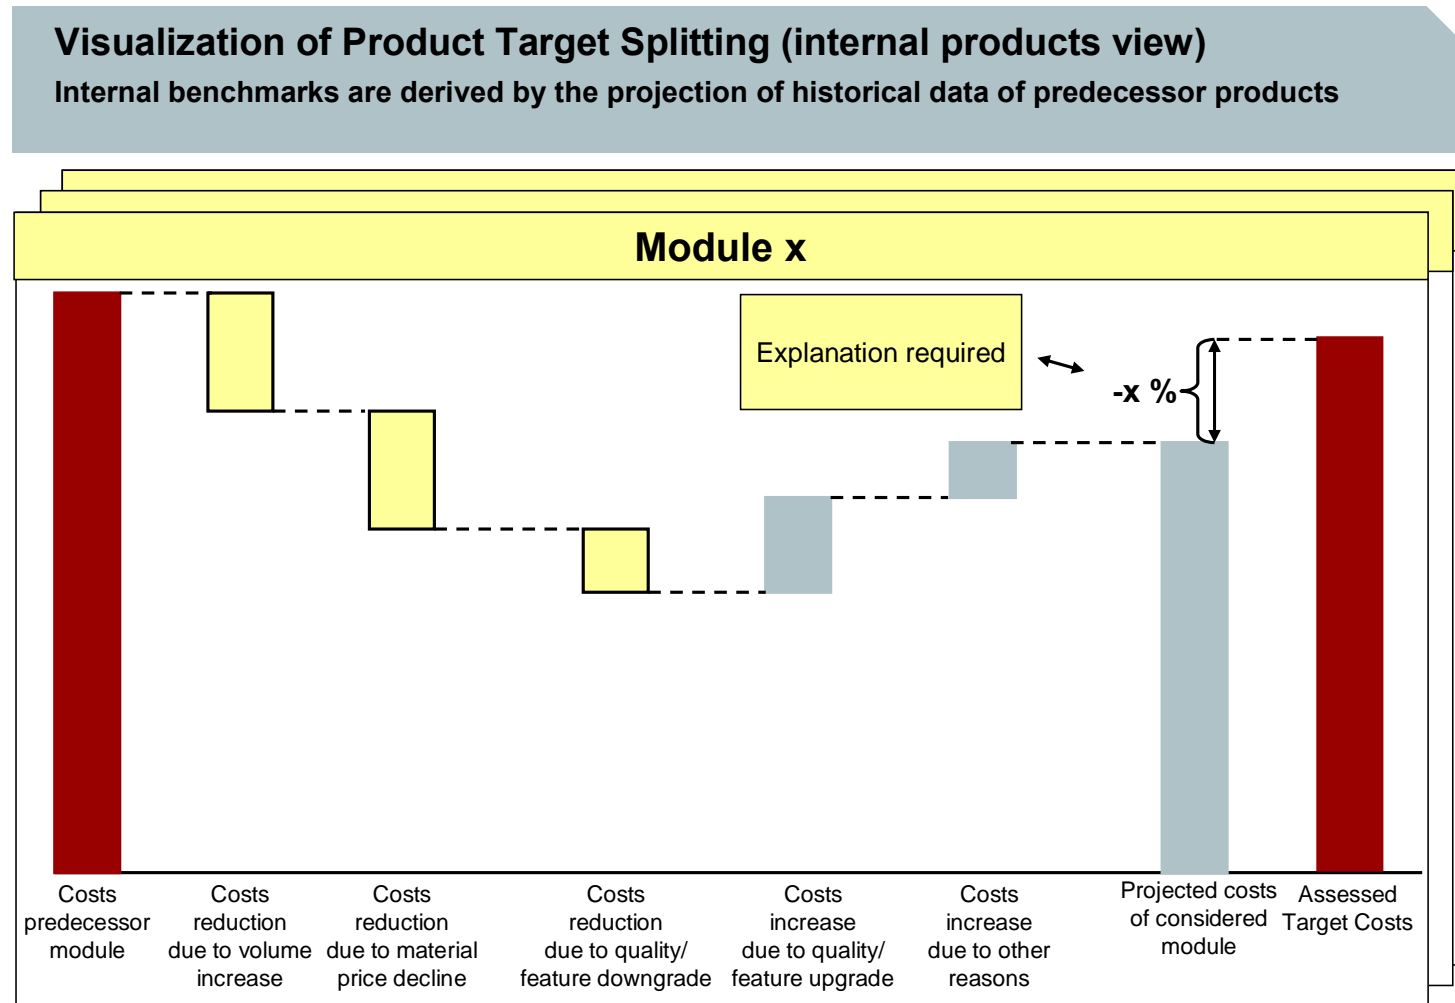 Visualization of Product Target Splitting (internal products view)
Internal benchmarks are derived by the projection of historical data of predecessor products
Module x
Explanation required
-x %
Costs
predecessor
module
Costs
reduction
due to volume
increase
Costs
reduction
due to material
price decline
Costs
reduction
due to quality/
feature downgrade
Costs
increase
due to quality/
feature upgrade
Costs
increase
due to other
reasons
Projected costs
of considered
module
Assessed
Target Costs